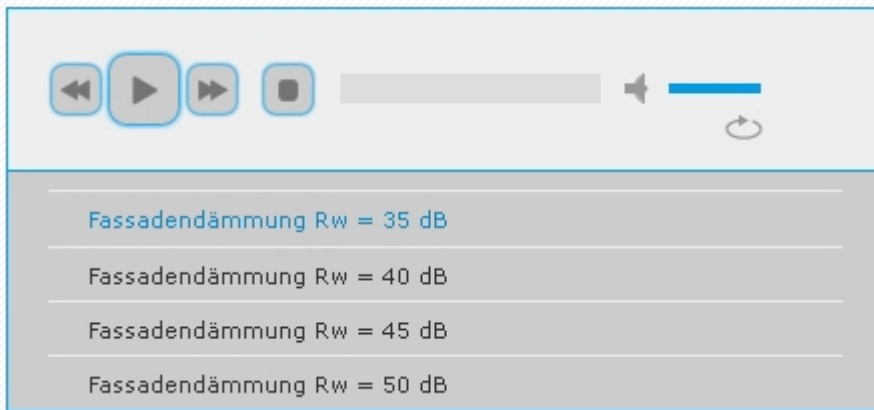 Fassadendämmung Rw = 35 dB
Fassadendämmung Rw = 40 dB
Fassadendämmung Rw = 45 dB
Fassadendämmung Rw = 50 dB